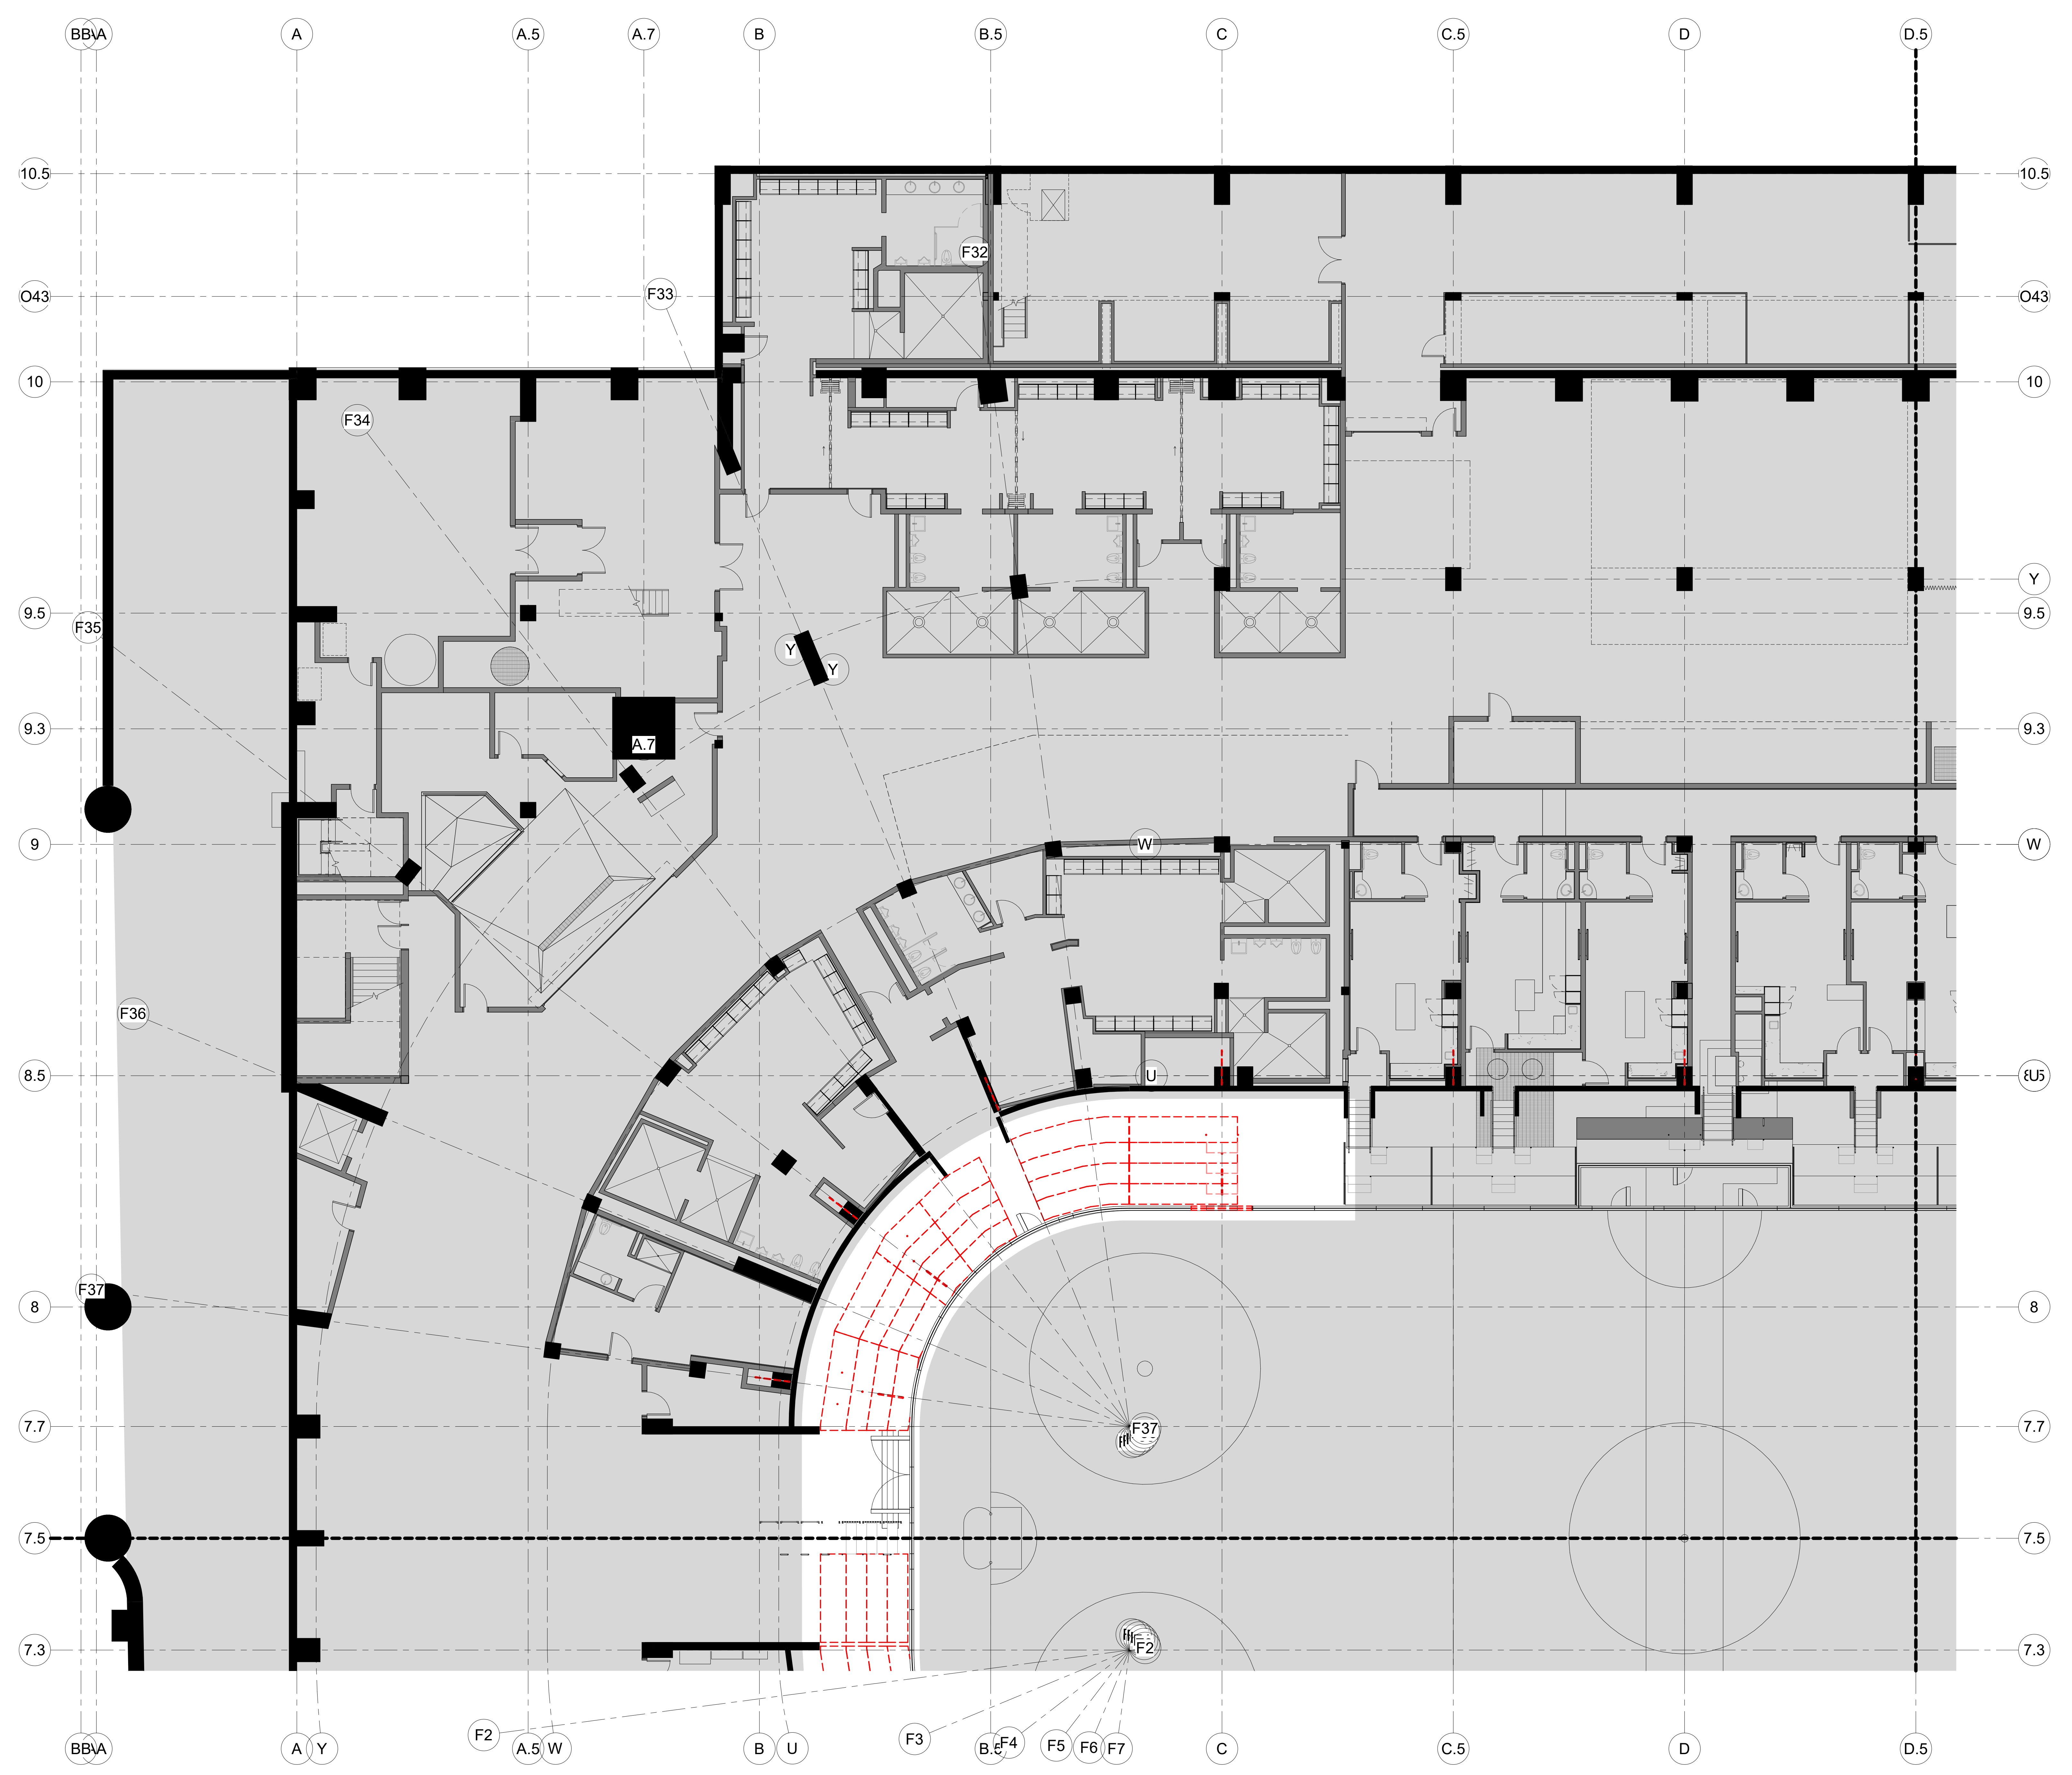 BB AA A A.5 A.7 B B.5 C C.5 D D.5
10.5 10.5
F32
O43 F33 O43
10 10
F34
Y
9.5 9.5
F35
Y Y
9.3 A.7 9.3
9 W W
F36
8.5 U U
F37
8 8
7.7 F37 7.7
7.5 7.5
7.3 F2 7.3
F2 F3 F4 F5 F6 F7
BB AA A Y A.5 W B U B.5 C C.5 D D.5